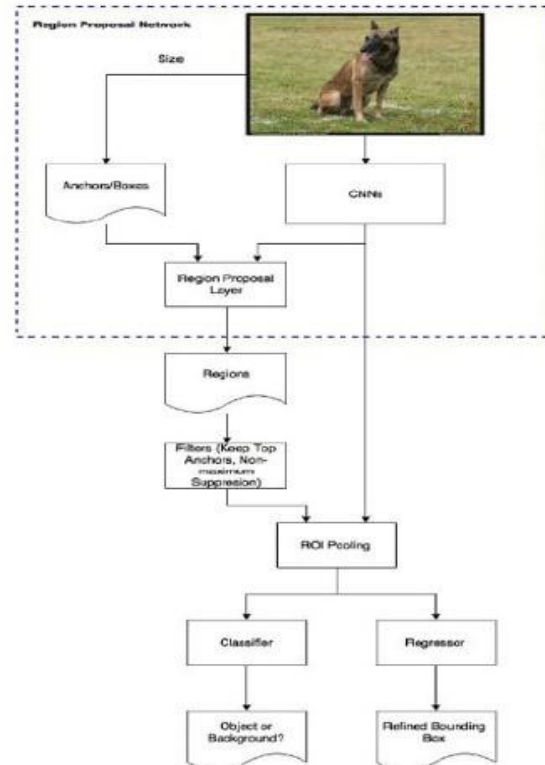 Region Proposal Network
Size
Anchors/Boxes
CNNs
Region Proposal
Layer
Regions
Filters (Keep Top
Anchors, Non-
maximum
Suppresion)
ROI Pooling
Classifier
Regressor
Object or
Background?
Refined Bounding
Box